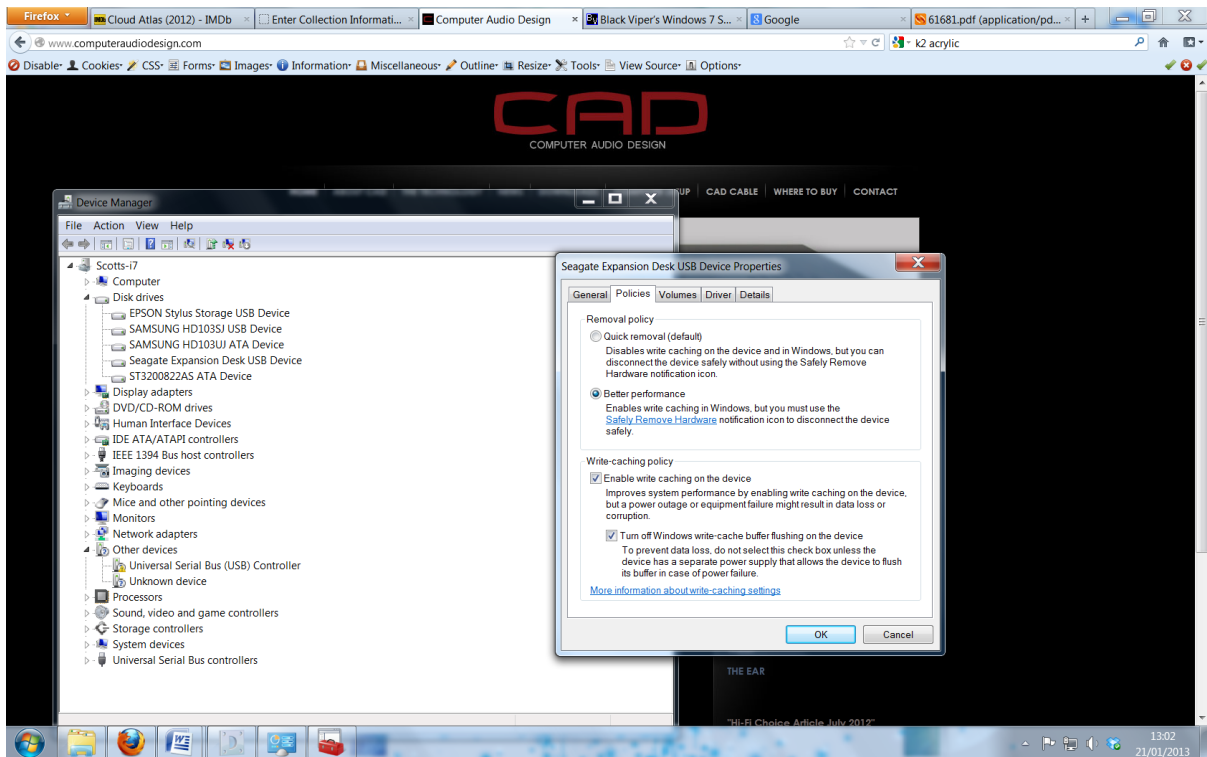 Firefox
Cloud Atlas (2012) - IMDb
Enter Collection Informati...
Computer Audio Design
Black Viper's Windows 7 S...
Google
61681.pdf (application/pd...
www.computeraudiodesign.com
k2 acrylic
Disable
Cookies
CSS
Forms
Images
Information
Miscellaneous
Outline
Resize
Tools
View Source
Options
CAD
COMPUTER AUDIO DESIGN
UP
CAD CABLE
WHERE TO BUY
CONTACT
Device Manager
File Action View Help
Scotts-i7
Computer
Disk drives
EPSON Stylus Storage USB Device
SAMSUNG HD103SJ USB Device
SAMSUNG HD103UJ ATA Device
Seagate Expansion Desk USB Device
ST3200822AS ATA Device
Display adapters
DVD/CD-ROM drives
Human Interface Devices
IDE ATA/ATAPI controllers
IEEE 1394 Bus host controllers
Imaging devices
Keyboards
Mice and other pointing devices
Monitors
Network adapters
Other devices
Universal Serial Bus (USB) Controller
Unknown device
Processors
Sound, video and game controllers
Storage controllers
System devices
Universal Serial Bus controllers
Seagate Expansion Desk USB Device Properties
General Policies Volumes Driver Details
Removal policy
Quick removal (default)
Disables write caching on the device and in Windows, but you can
disconnect the device safely without using the Safely Remove
Hardware notification icon.
Better performance
Enables write caching in Windows, but you must use the
Safely Remove Hardware notification icon to disconnect the device
safely.
Write-caching policy
Enable write caching on the device
Improves system performance by enabling write caching on the device,
but a power outage or equipment failure might result in data loss or
corruption.
Turn off Windows write-cache buffer flushing on the device
To prevent data loss, do not select this check box unless the
device has a separate power supply that allows the device to flush
its buffer in case of power failure.
More information about write-caching settings
OK
Cancel
THE EAR
"Hi-Fi Choice Article July 2012"
13:02
21/01/2013